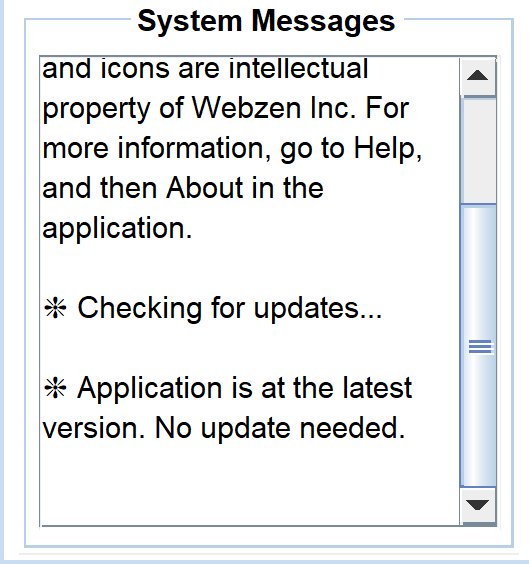 System Messages
and icons are intellectual
property of Webzen Inc. For
more information, go to Help,
and then About in the
application.
❇ Checking for updates...
❇ Application is at the latest
version. No update needed.